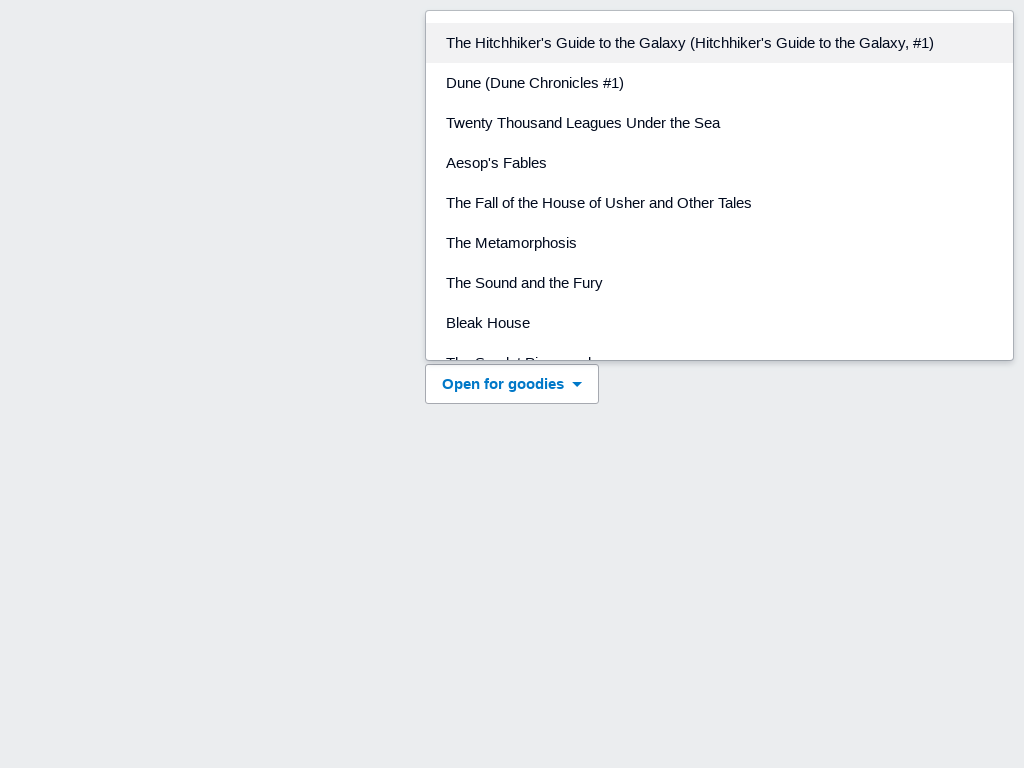 The Hitchhiker's Guide to the Galaxy (Hitchhiker's Guide to the Galaxy, #1)
Dune (Dune Chronicles #1)
Twenty Thousand Leagues Under the Sea
Aesop's Fables
The Fall of the House of Usher and Other Tales
The Metamorphosis
The Sound and the Fury
Bleak House
Open for goodies